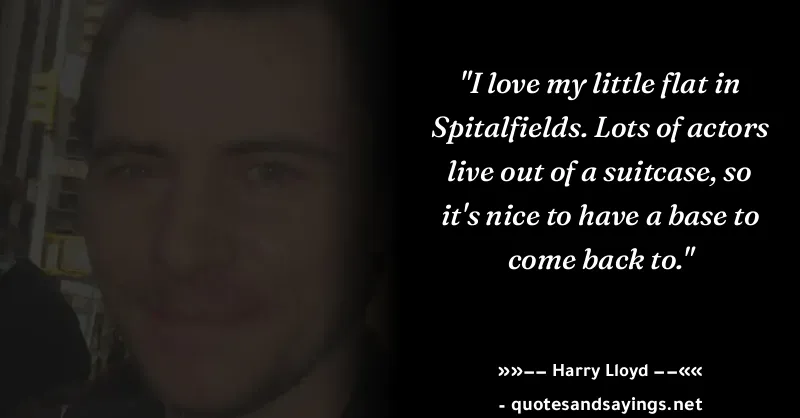 "I love my little flat in
Spitalfields. Lots of actors
live out of a suitcase, so
it's nice to have a base to
come back to."
»»–– Harry Lloyd ––««
- quotesandsayings.net